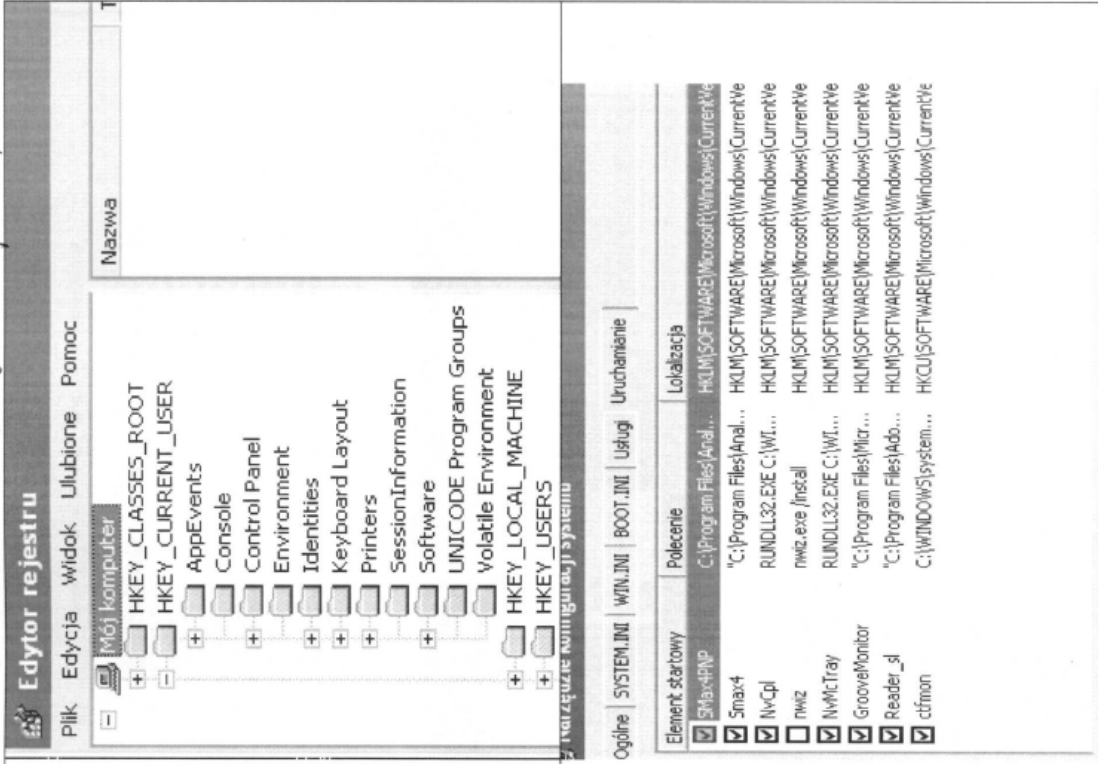 Edytor rejestru
Plik Edycja Widok Ulubione Pomoc
Mój komputer
HKEY_CLASSES_ROOT
HKEY_CURRENT_USER
AppEvents
Console
Control Panel
Environment
Identities
Keyboard Layout
Printers
SessionInformation
Software
UNICODE Program Groups
Volatile Environment
HKEY_LOCAL_MACHINE
HKEY_USERS
Nazwa T
Narzędzie konfiguracji systemu
Ogólne SYSTEM.INI WIN.INI BOOT.INI Usługi Uruchamianie
Element startowy Polecenie Lokalizacja
SMax4PNP C:\Program Files\Anal... HKLM\SOFTWARE\Microsoft\Windows\CurrentVe
Smax4 "C:\Program Files\Anal... HKLM\SOFTWARE\Microsoft\Windows\CurrentVe
NvCpl RUNDLL32.EXE C:\WI... HKLM\SOFTWARE\Microsoft\Windows\CurrentVe
nwiz nwiz.exe /install HKLM\SOFTWARE\Microsoft\Windows\CurrentVe
NvMcTray RUNDLL32.EXE C:\WI... HKLM\SOFTWARE\Microsoft\Windows\CurrentVe
GrooveMonitor "C:\Program Files\Micr... HKLM\SOFTWARE\Microsoft\Windows\CurrentVe
Reader_sl "C:\Program Files\Ado... HKLM\SOFTWARE\Microsoft\Windows\CurrentVe
ctfmon C:\WINDOWS\system... HKCU\SOFTWARE\Microsoft\Windows\CurrentVe